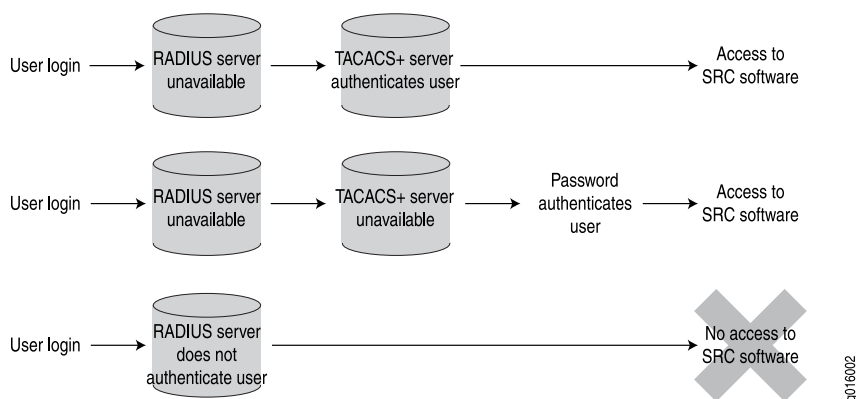 User login
RADIUS server
unavailable
TACACS+ server
authenticates user
Access to
SRC software
User login
RADIUS server
unavailable
TACACS+ server
unavailable
Password
authenticates
user
Access to
SRC software
User login
RADIUS server
does not
authenticate user
No access to
SRC software
g016002